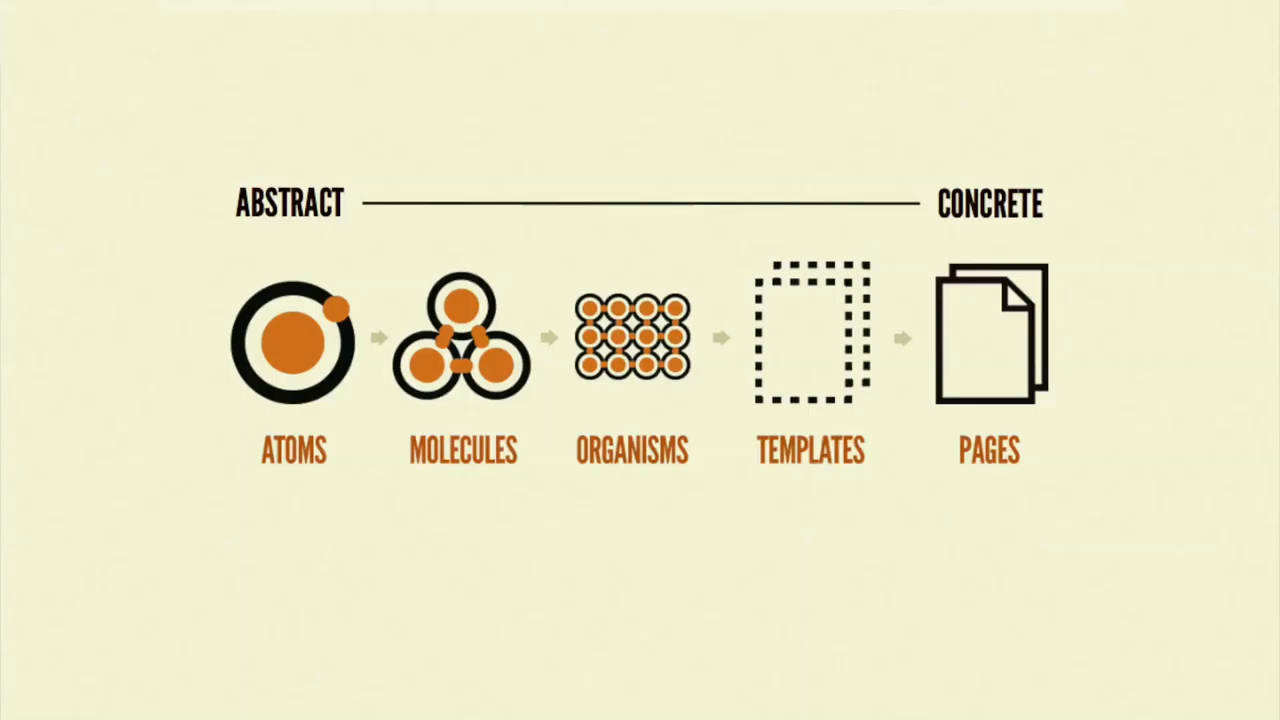 ABSTRACT CONCRETE
ATOMS MOLECULES ORGANISMS TEMPLATES PAGES